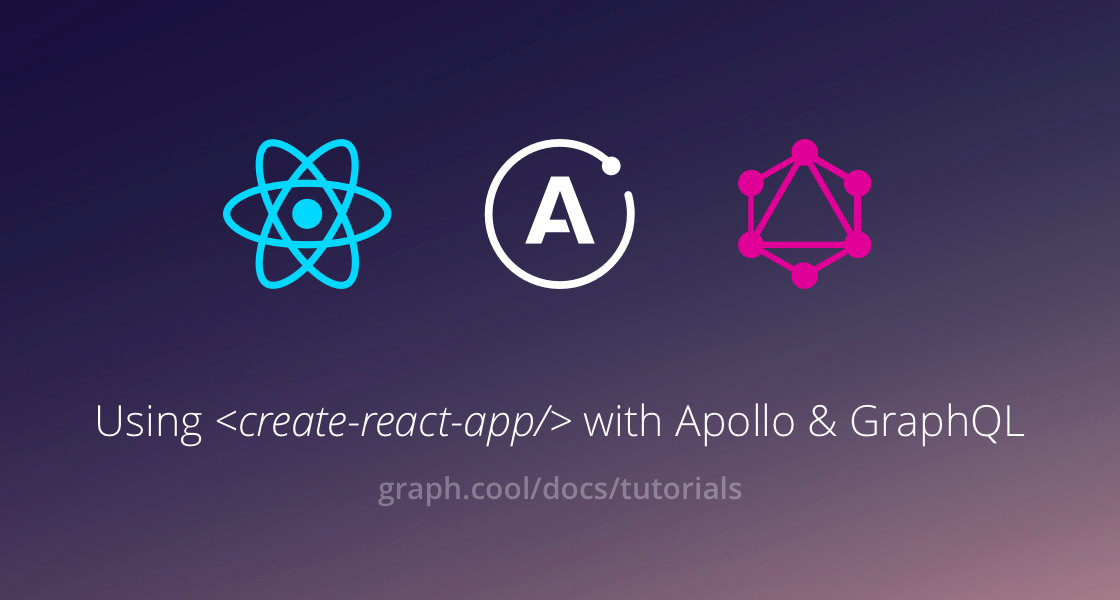 A
Using <create-react-app/> with Apollo & GraphQL
graph.cool/docs/tutorials